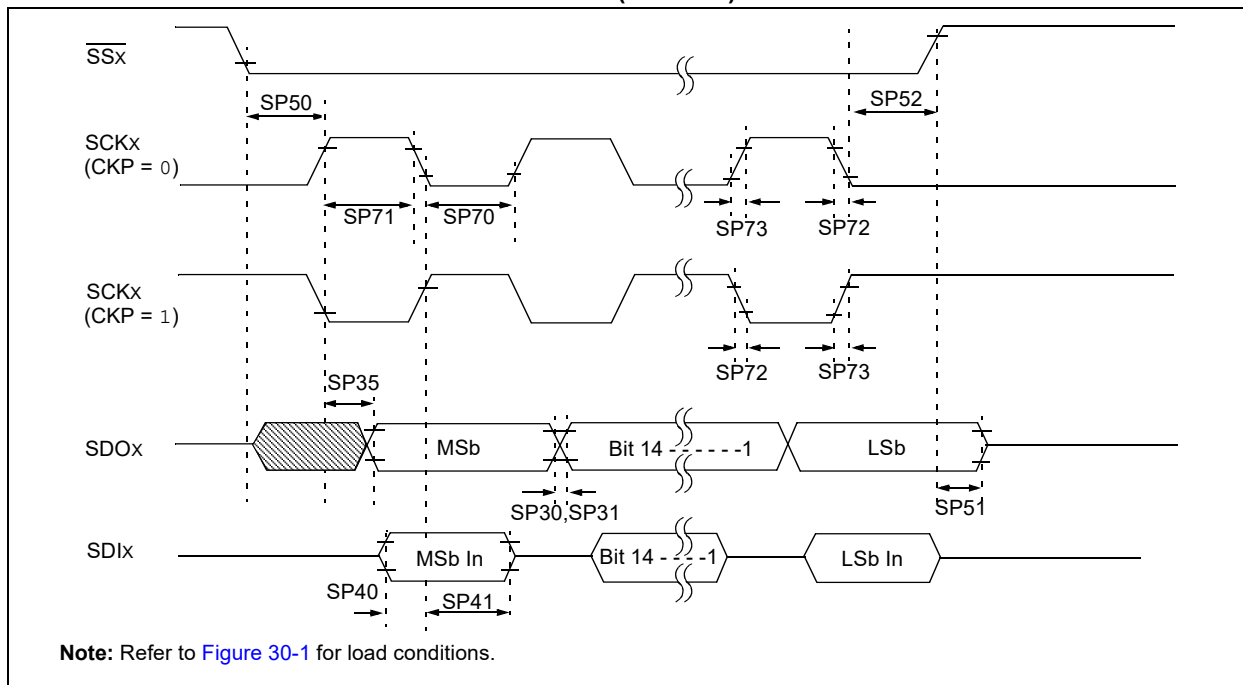 SSx
SP50
SP52
SCKx
(CKP = 0)
SP71
SP70
SP73
SP72
SCKx
(CKP = 1)
SP72
SP73
SP35
SDOx
MSb
Bit 14 - - - - - -1
LSb
SP30,SP31
SP51
SDIx
MSb In
Bit 14 - - - -1
LSb In
SP40
SP41
Note: Refer to Figure 30-1 for load conditions.